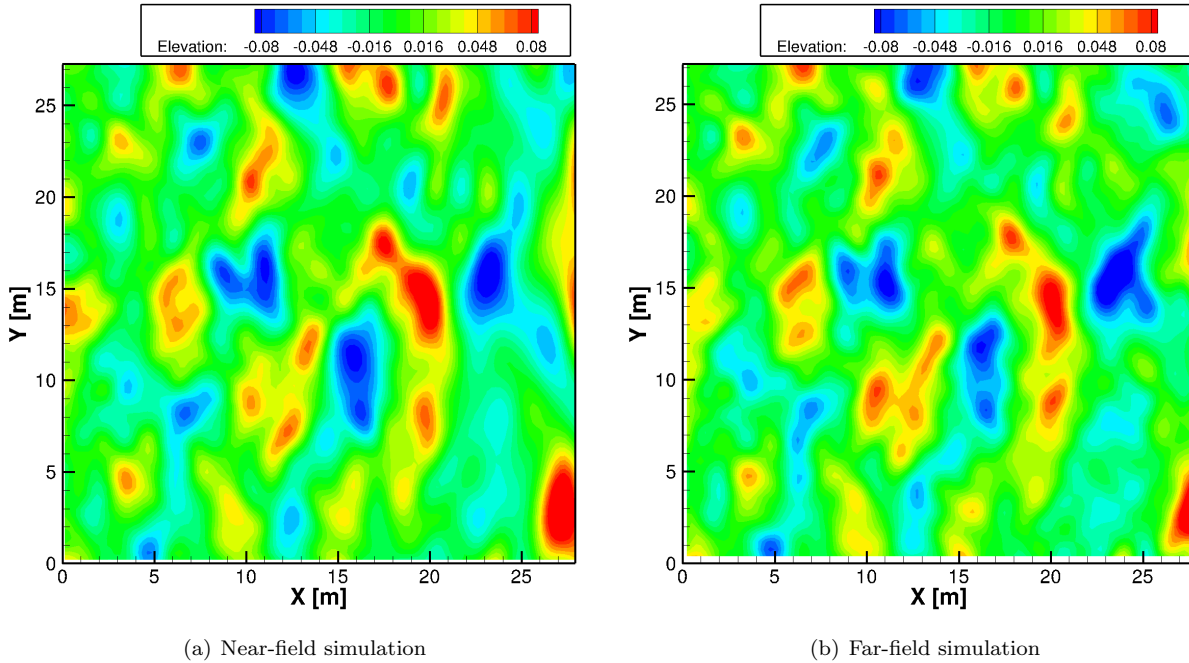 Elevation: -0.08 -0.048 -0.016 0.016 0.048 0.08
Elevation: -0.08 -0.048 -0.016 0.016 0.048 0.08
25
20
15
10
5
0
Y [m]
0 5 10 15 20 25
X [m]
25
20
15
10
5
0
Y [m]
0 5 10 15 20 25
X [m]
(a) Near-field simulation
(b) Far-field simulation